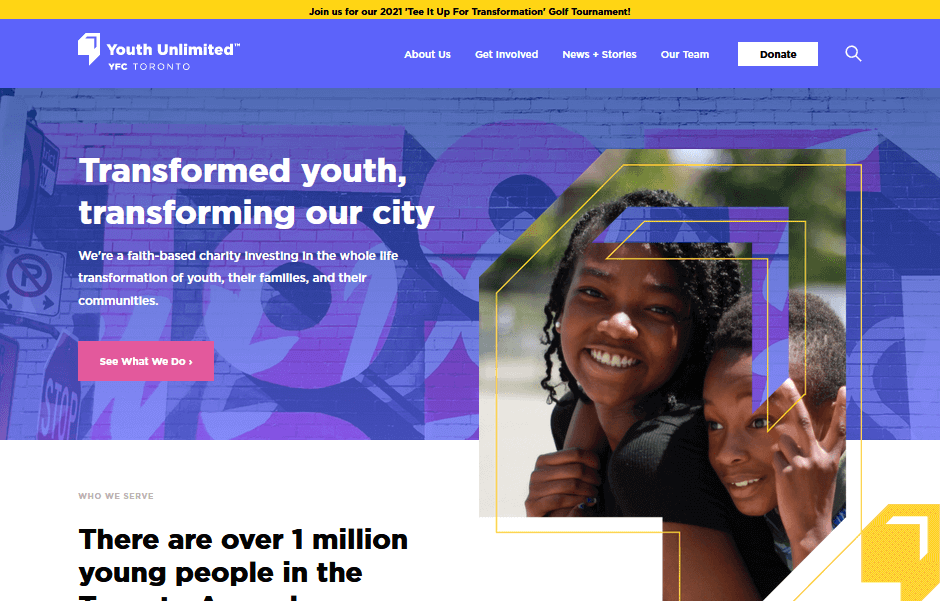 Join us for our 2021 'Tee It Up For Transformation' Golf Tournament!
Youth Unlimited™
YFC TORONTO
About Us
Get Involved
News + Stories
Our Team
Donate
Transformed youth,
transforming our city
We're a faith-based charity investing in the whole life
transformation of youth, their families, and their
communities.
See What We Do ›
STOP
WHO WE SERVE
There are over 1 million
young people in the